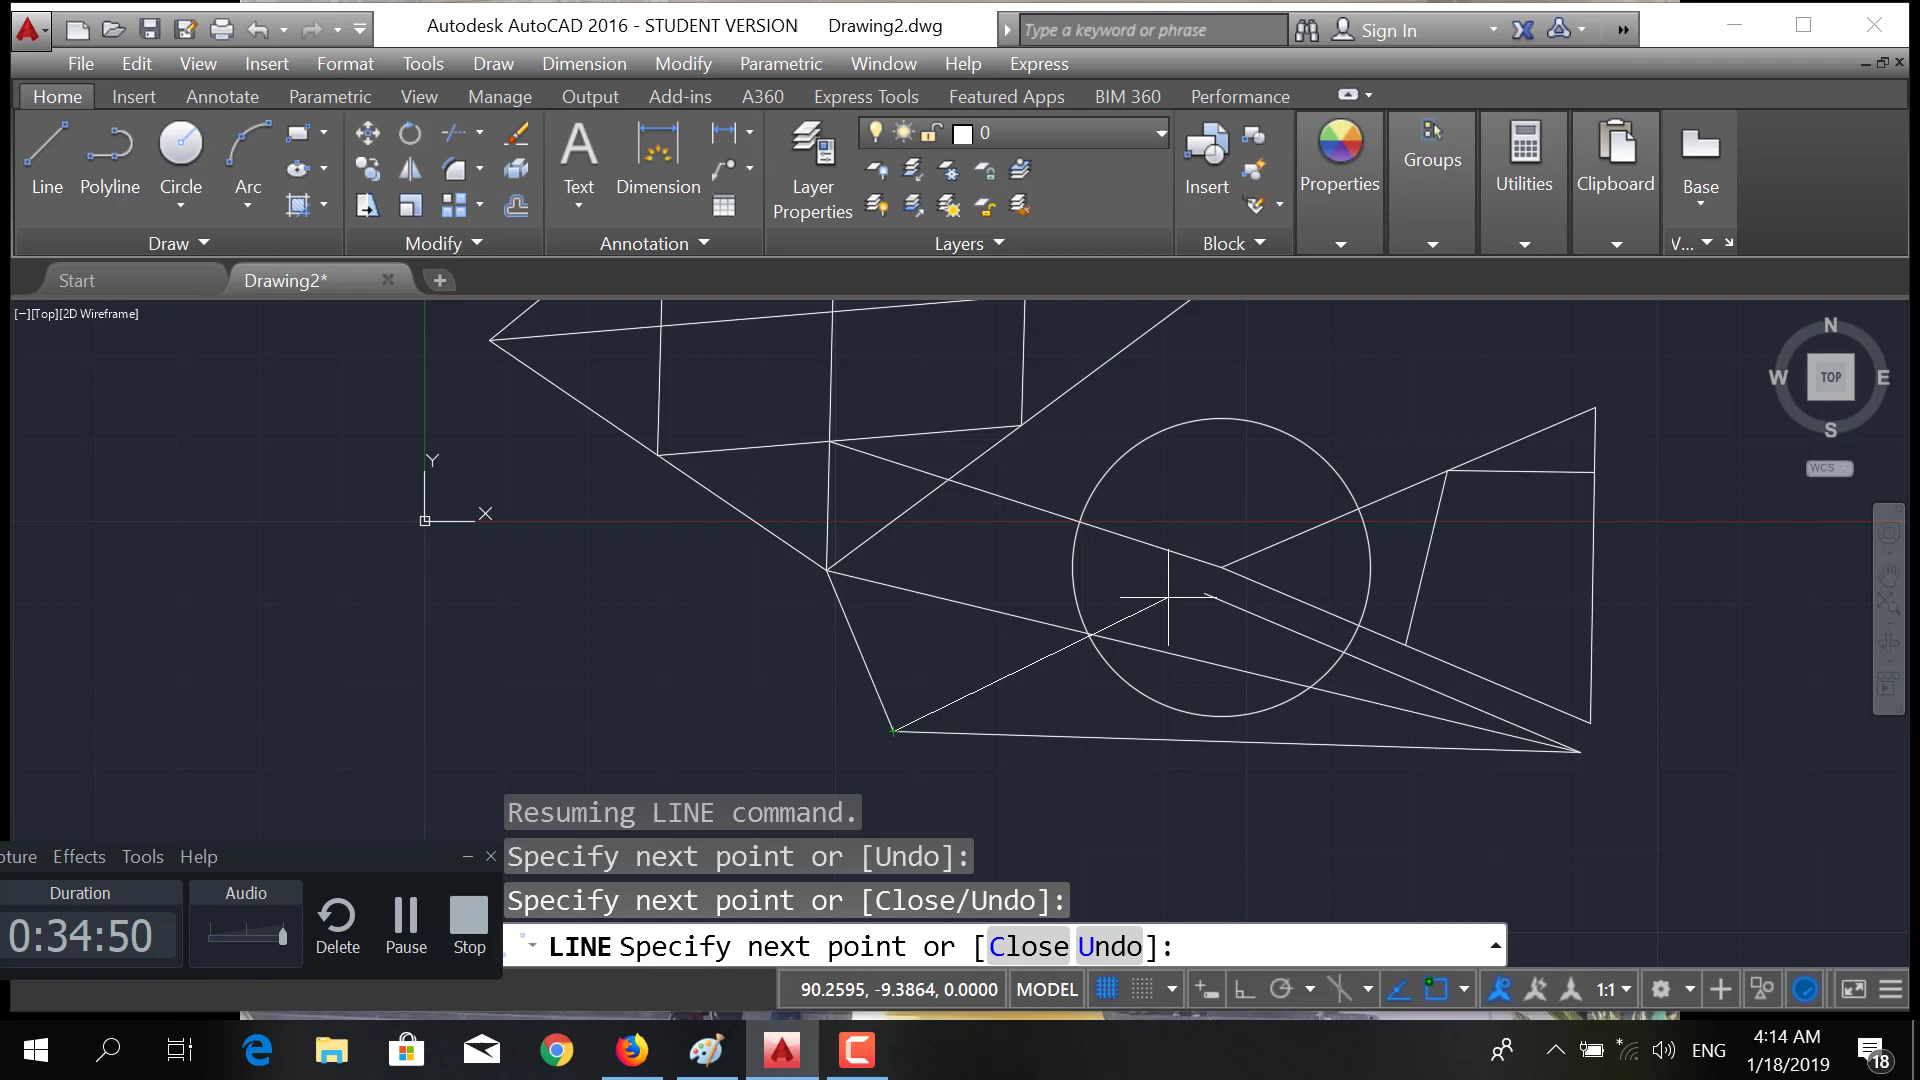 Autodesk AutoCAD 2016 - STUDENT VERSION Drawing2.dwg
Type a keyword or phrase
Sign In
File Edit View Insert Format Tools Draw Dimension Modify Parametric Window Help Express
Home Insert Annotate Parametric View Manage Output Add-ins A360 Express Tools Featured Apps BIM 360 Performance
0
Line Polyline Circle Arc Text Dimension Layer Properties Insert Properties Groups Utilities Clipboard Base
Draw Modify Annotation Layers Block V...
Start Drawing2*
[−][Top][2D Wireframe]
N
W TOP E
S
WCS
Y
X
Resuming LINE command.
Specify next point or [Undo]:
Specify next point or [Close/Undo]:
LINE Specify next point or [Close Undo]:
pture Effects Tools Help
Duration Audio
0:34:50
Delete Pause Stop
90.2595, -9.3864, 0.0000 MODEL 1:1
ENG
4:14 AM
1/18/2019
18